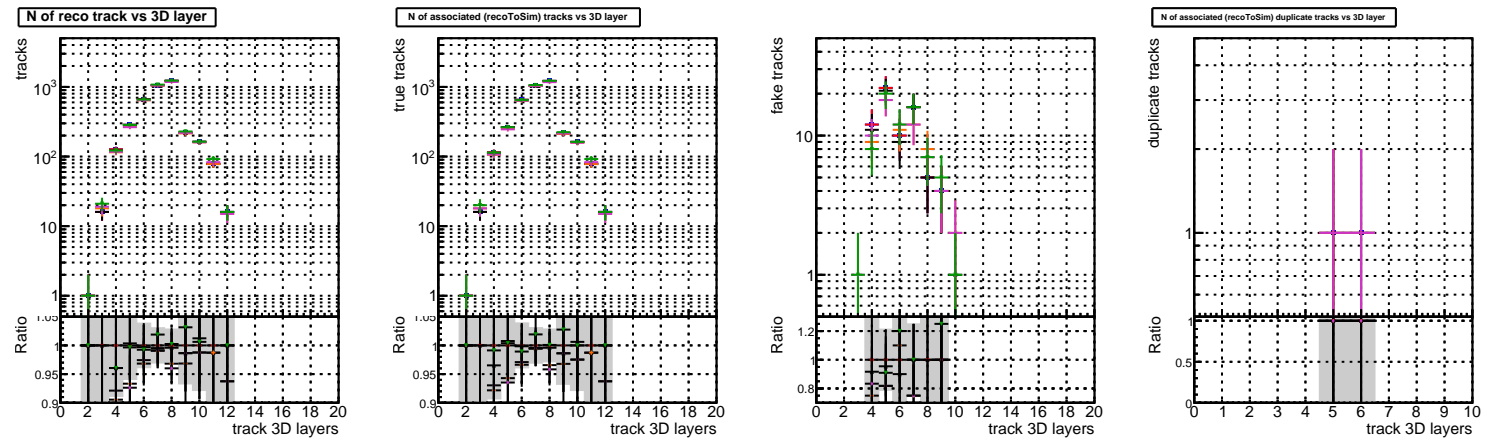 N of reco track vs 3D layer
tracks
10³
10²
10
1
Ratio
1.05
1
0.95
0.9
0 2 4 6 8 10 12 14 16 18 20
track 3D layers
N of associated (recoToSim) tracks vs 3D layer
true tracks
10³
10²
10
1
Ratio
1.05
1
0.95
0.9
0 2 4 6 8 10 12 14 16 18 20
track 3D layers
fake tracks
10
1
Ratio
1.2
1
0.8
0 2 4 6 8 10 12 14 16 18 20
track 3D layers
N of associated (recoToSim) duplicate tracks vs 3D layer
duplicate tracks
1
Ratio
1
0.5
0
0 1 2 3 4 5 6 7 8 9 10
track 3D layers